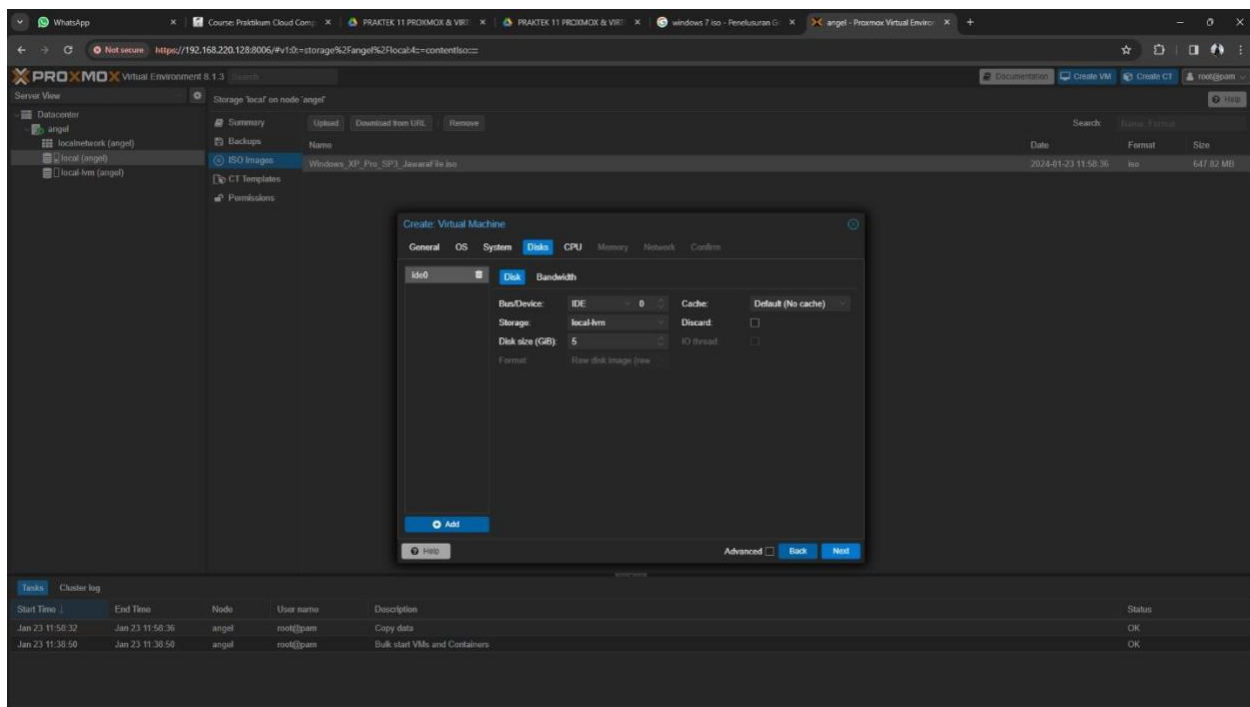 WhatsApp
Course: Praktikum Cloud Comp
PRAKTEK 11 PROXMOX & VIRT
PRAKTEK 11 PROXMOX & VIRT
windows 7 iso - Penelusuran G
angel - Proxmox Virtual Enviror
Not secure https://192.168.220.128:8006/#v1:0:=storage%2Fangel%2Flocal:4::=contentIso:::=
PROXMOX Virtual Environment 8.1.3 Search
Documentation Create VM Create CT root@pam
Server View
Storage 'local' on node 'angel'
Help
Datacenter
angel
localnetwork (angel)
local (angel)
local-lvm (angel)
Summary
Backups
ISO Images
CT Templates
Permissions
Upload Download from URL Remove
Search: Name, Format
Name Date Format Size
Windows_XP_Pro_SP3_JawaraFile.iso 2024-01-23 11:58:36 iso 647.82 MB
Create: Virtual Machine
General OS System Disks CPU Memory Network Confirm
ide0
Disk Bandwidth
Bus/Device: IDE 0 Cache: Default (No cache)
Storage: local-lvm Discard:
Disk size (GiB): 5 IO thread:
Format: Raw disk image (raw
Add
Help
Advanced Back Next
Tasks Cluster log
Start Time End Time Node User name Description Status
Jan 23 11:58:32 Jan 23 11:58:36 angel root@pam Copy data OK
Jan 23 11:38:50 Jan 23 11:38:50 angel root@pam Bulk start VMs and Containers OK